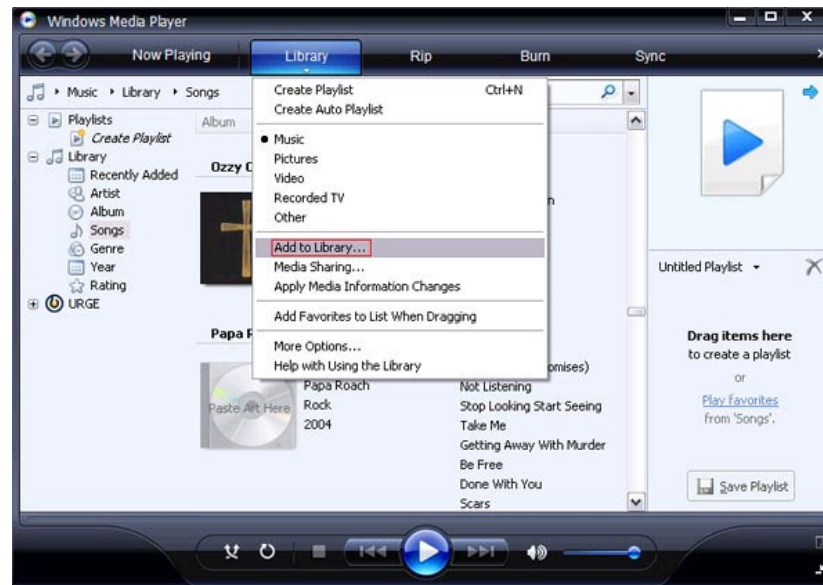 Windows Media Player
Now Playing Library Rip Burn Sync
Music Library Songs
Create Playlist Ctrl+N
Create Auto Playlist
Music
Pictures
Video
Recorded TV
Other
Add to Library...
Media Sharing...
Apply Media Information Changes
Add Favorites to List When Dragging
More Options...
Help with Using the Library
Playlists
Create Playlist
Library
Recently Added
Artist
Album
Songs
Genre
Year
Rating
URGE
Album
Ozzy
Papa
Paste Art Here
Papa Roach
Rock
2004
Not Listening
Stop Looking Start Seeing
Take Me
Getting Away With Murder
Be Free
Done With You
Scars
Untitled Playlist
Drag items here
to create a playlist
or
Play favorites
from 'Songs'.
Save Playlist